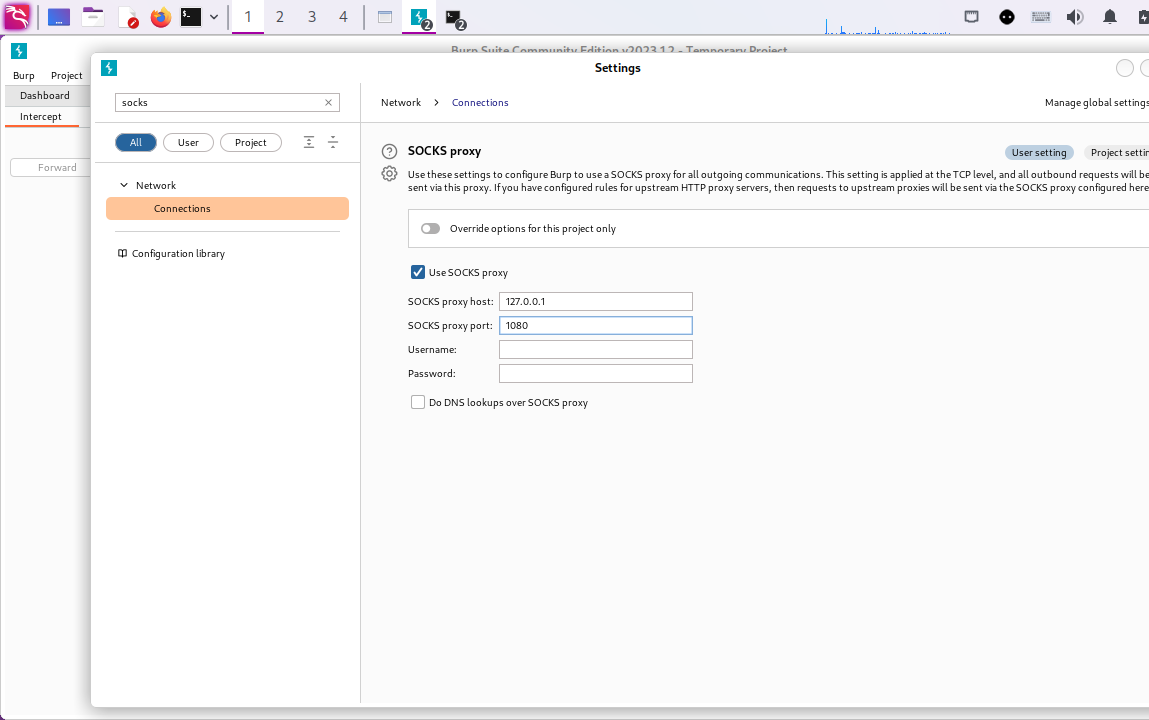 1 2 3 4 2 2
Burp Suite Community Edition v2023.1.2 - Temporary Project
Burp Project
Settings
Dashboard
socks
Network > Connections
Manage global settings
Intercept
All User Project
SOCKS proxy
User setting Project settin
Forward
Use these settings to configure Burp to use a SOCKS proxy for all outgoing communications. This setting is applied at the TCP level, and all outbound requests will be
sent via this proxy. If you have configured rules for upstream HTTP proxy servers, then requests to upstream proxies will be sent via the SOCKS proxy configured here
Network
Connections
Override options for this project only
Configuration library
Use SOCKS proxy
SOCKS proxy host: 127.0.0.1
SOCKS proxy port: 1080
Username:
Password:
Do DNS lookups over SOCKS proxy